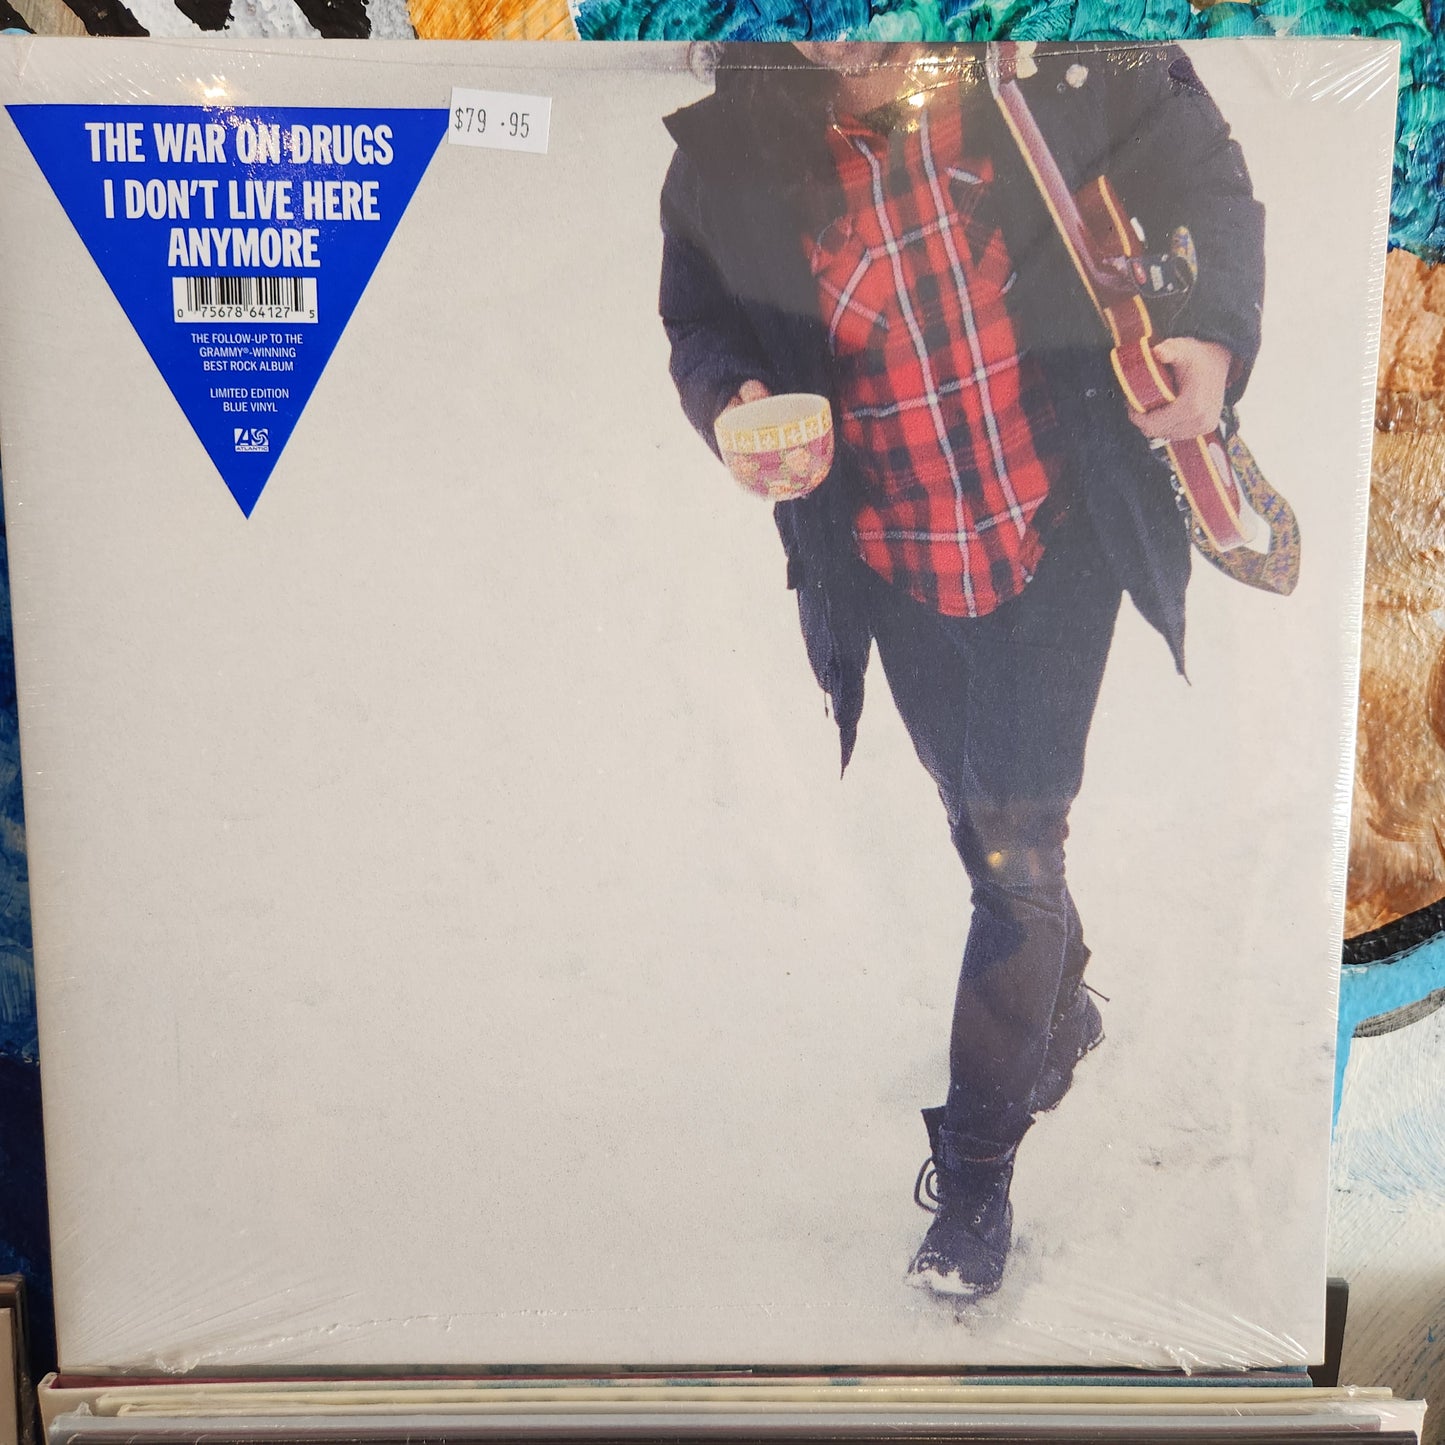 THE WAR ON DRUGS
I DON'T LIVE HERE
ANYMORE
0 75678 64127 5
THE FOLLOW-UP TO THE
GRAMMY®-WINNING
BEST ROCK ALBUM
LIMITED EDITION
BLUE VINYL
ATLANTIC
$79.95